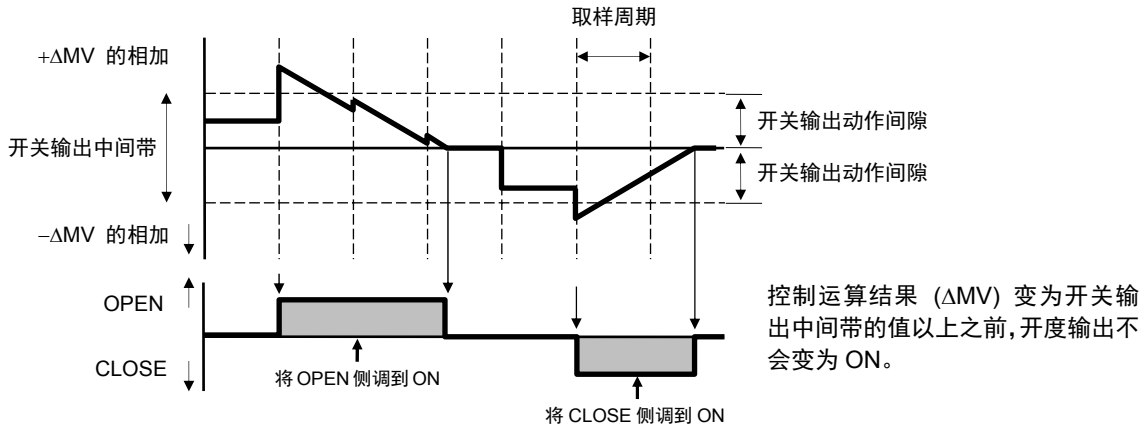 取样周期
+ΔMV 的相加
开关输出动作间隙
开关输出中间带
开关输出动作间隙
−ΔMV 的相加
OPEN
CLOSE
将 OPEN 侧调到 ON
将 CLOSE 侧调到 ON
控制运算结果 (ΔMV) 变为开关输
出中间带的值以上之前，开度输出不
会变为 ON。